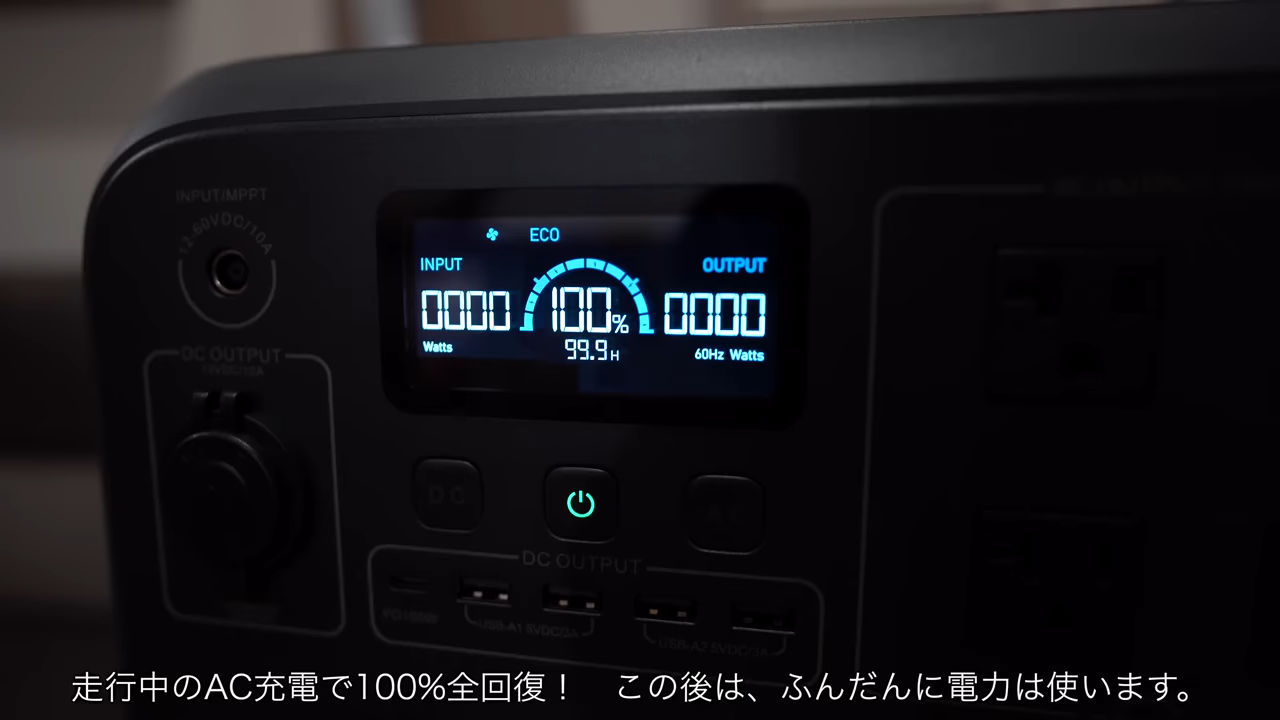 INPUT/MPPT
12-60VDC/10A
ECO
INPUT
OUTPUT
0000
100%
0000
Watts
99.9H
60Hz Watts
DC OUTPUT
12VDC/10A
DC
AC
DC OUTPUT
PD100W
USB-A1 5VDC/3A
USB-A2 5VDC/3A
走行中のAC充電で100%全回復！　この後は、ふんだんに電力は使います。